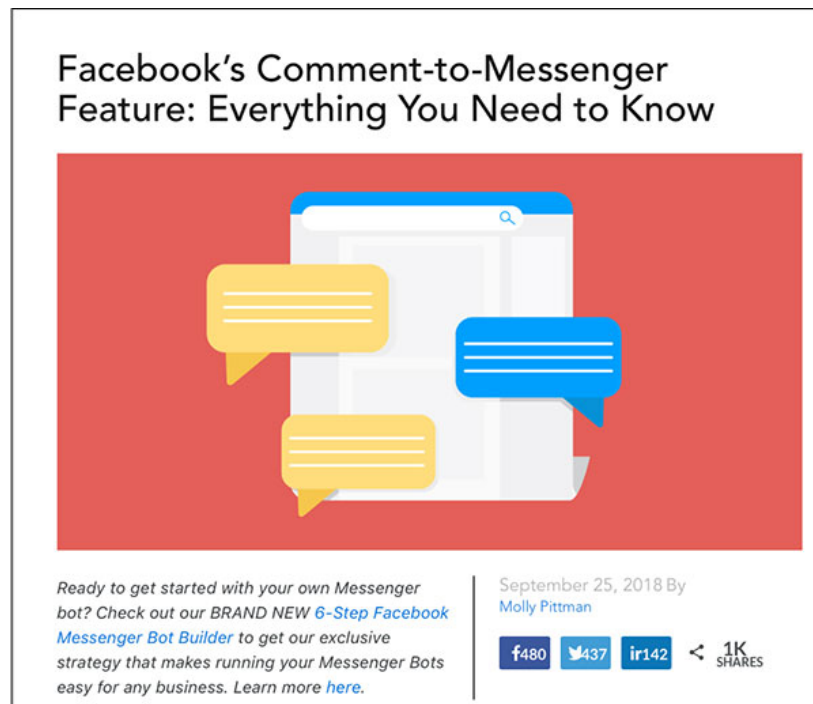 Facebook's Comment-to-Messenger
Feature: Everything You Need to Know
Ready to get started with your own Messenger
bot? Check out our BRAND NEW 6-Step Facebook
Messenger Bot Builder to get our exclusive
strategy that makes running your Messenger Bots
easy for any business. Learn more here.
September 25, 2018 By
Molly Pittman
480
437
142
1K
SHARES